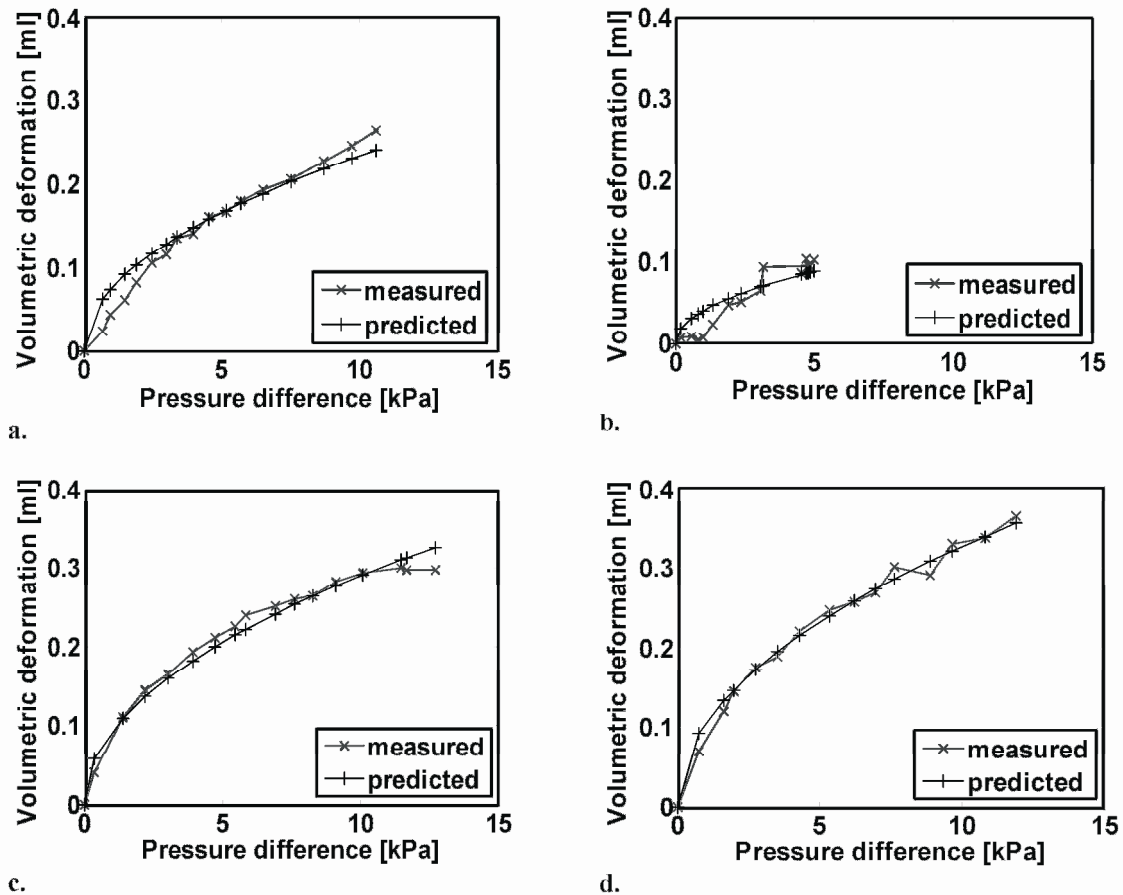 0.4
0.3
0.2
0.1
0
Volumetric deformation [ml]
measured
predicted
0 5 10 15
Pressure difference [kPa]
a.
0.4
0.3
0.2
0.1
0
Volumetric deformation [ml]
measured
predicted
0 5 10 15
Pressure difference [kPa]
b.
0.4
0.3
0.2
0.1
0
Volumetric deformation [ml]
measured
predicted
0 5 10 15
Pressure difference [kPa]
c.
0.4
0.3
0.2
0.1
0
Volumetric deformation [ml]
measured
predicted
0 5 10 15
Pressure difference [kPa]
d.